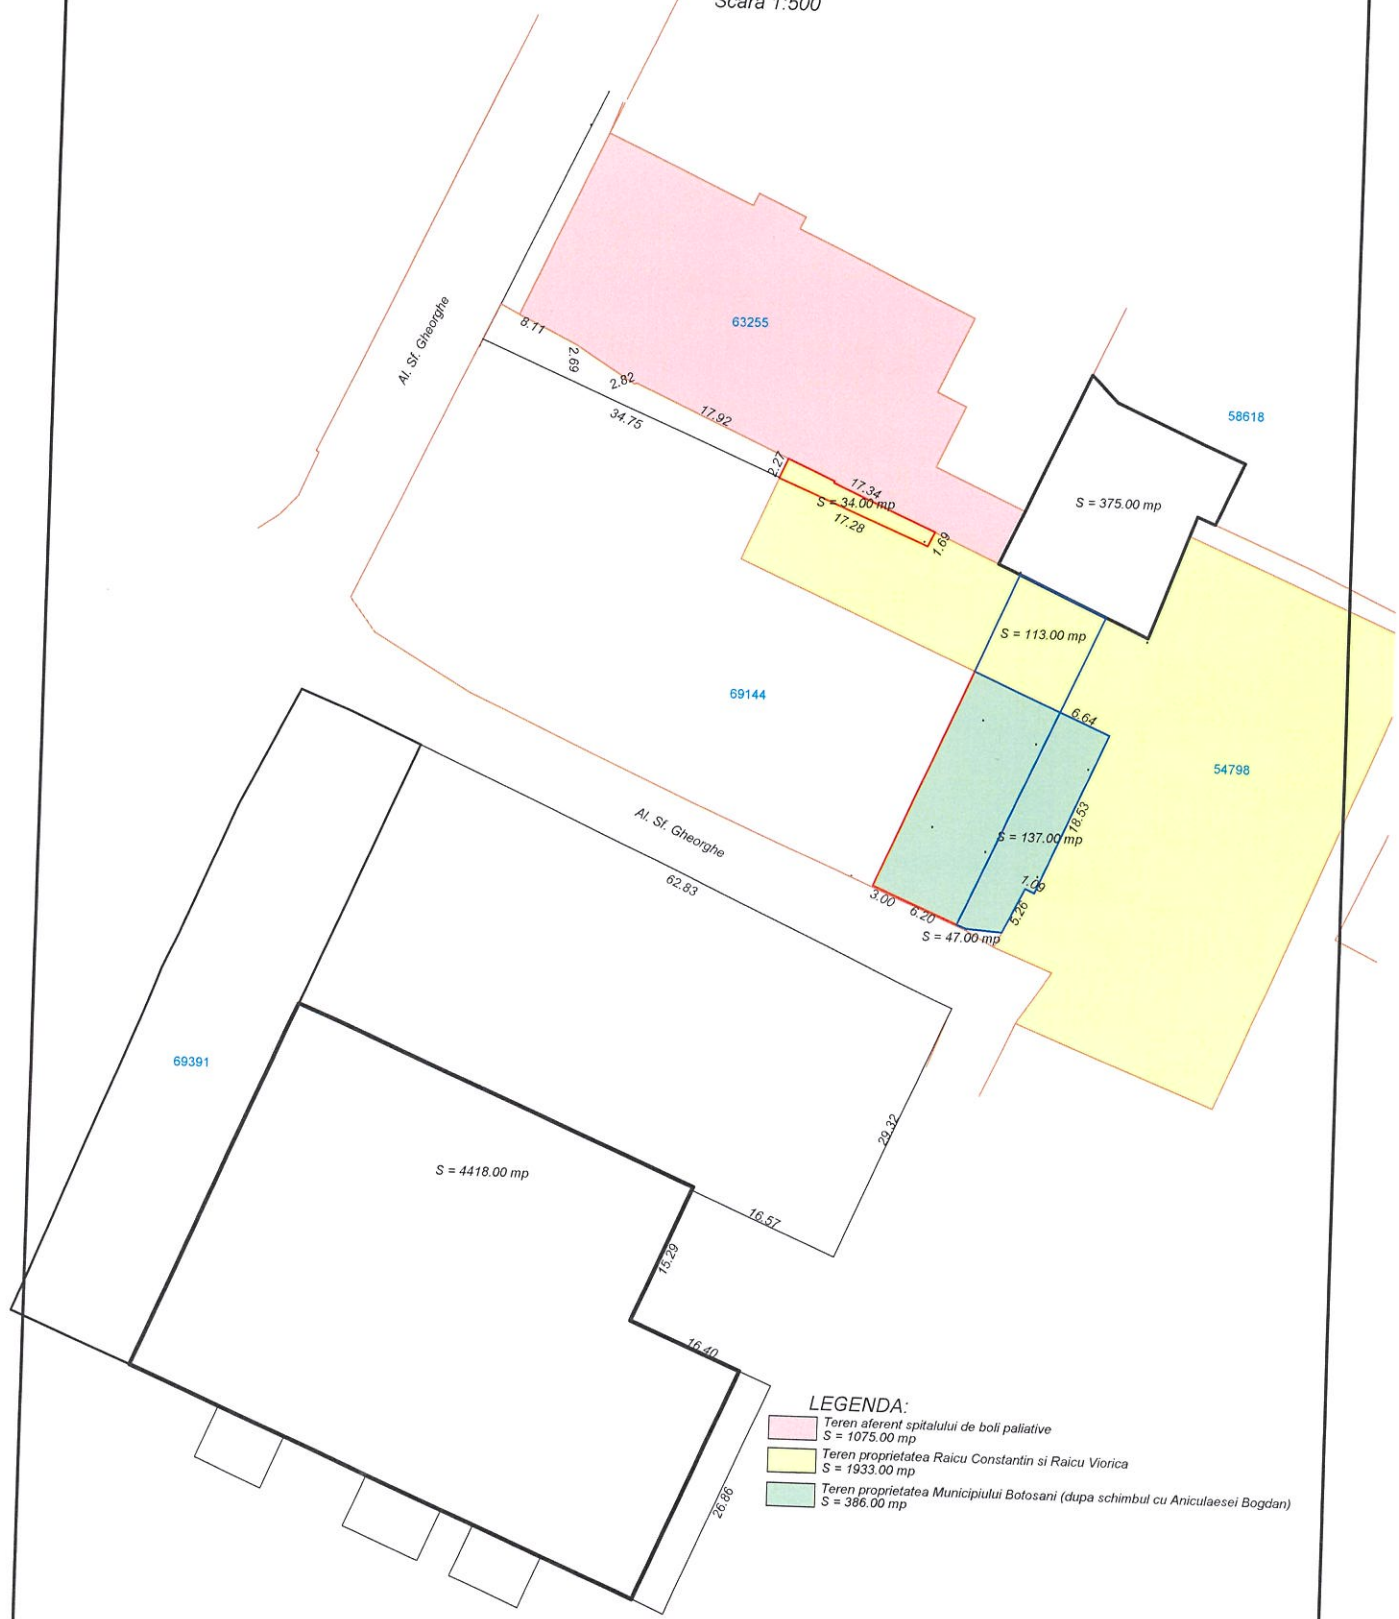 Scara 1:500
Al. Sf. Gheorghe
63255
8.11
2.69
2.82
34.75
17.92
2.27
17.34
S = 34.00 mp
17.28
1.69
58618
S = 375.00 mp
S = 113.00 mp
69144
6.64
54798
18.53
S = 137.00 mp
1.09
5.26
3.00
6.20
S = 47.00 mp
Al. Sf. Gheorghe
62.83
69391
29.32
S = 4418.00 mp
16.57
15.29
16.40
26.86
LEGENDA:
Teren aferent spitalului de boli paliative
S = 1075.00 mp
Teren proprietatea Raicu Constantin si Raicu Viorica
S = 1933.00 mp
Teren proprietatea Municipiului Botosani (dupa schimbul cu Aniculaesei Bogdan)
S = 386.00 mp